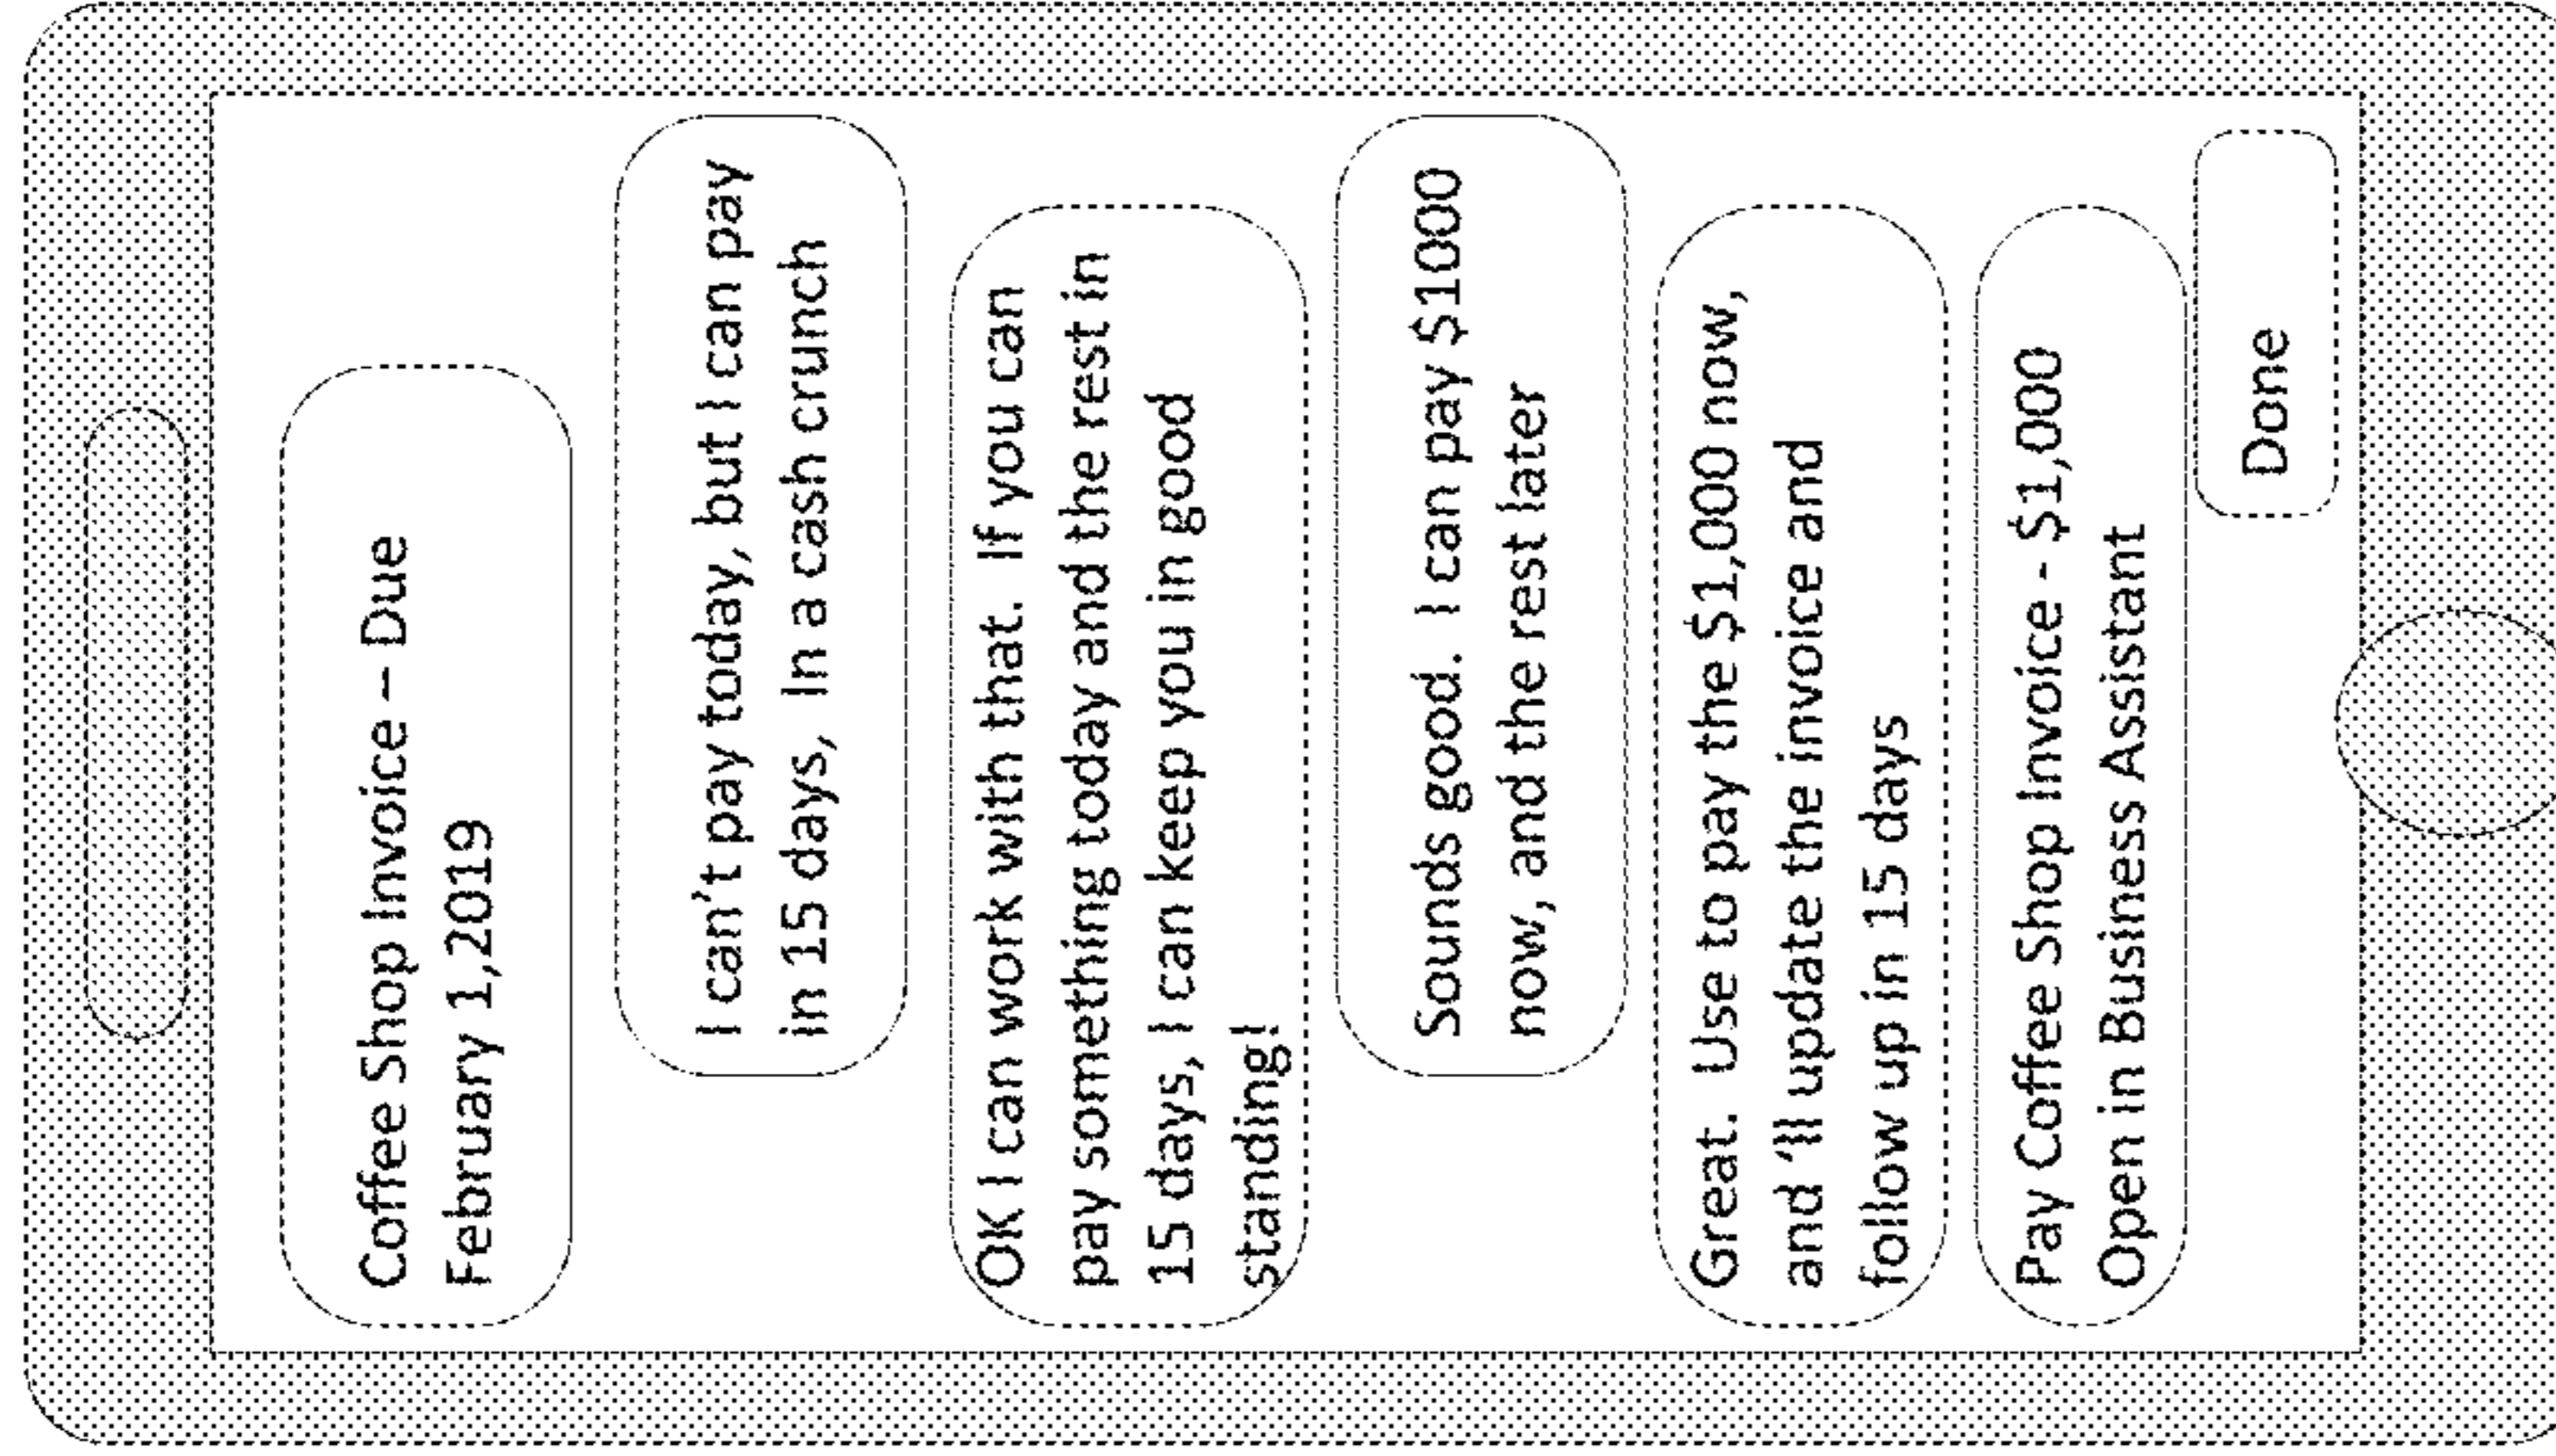 Coffee Shop Invoice – Due
February 1,2019
I can't pay today, but I can pay
in 15 days, In a cash crunch
OK I can work with that. If you can
pay something today and the rest in
15 days, I can keep you in good
standing!
Sounds good. I can pay $1000
now, and the rest later
Great. Use to pay the $1,000 now,
and 'll update the invoice and
follow up in 15 days
Pay Coffee Shop Invoice - $1,000
Open in Business Assistant
Done